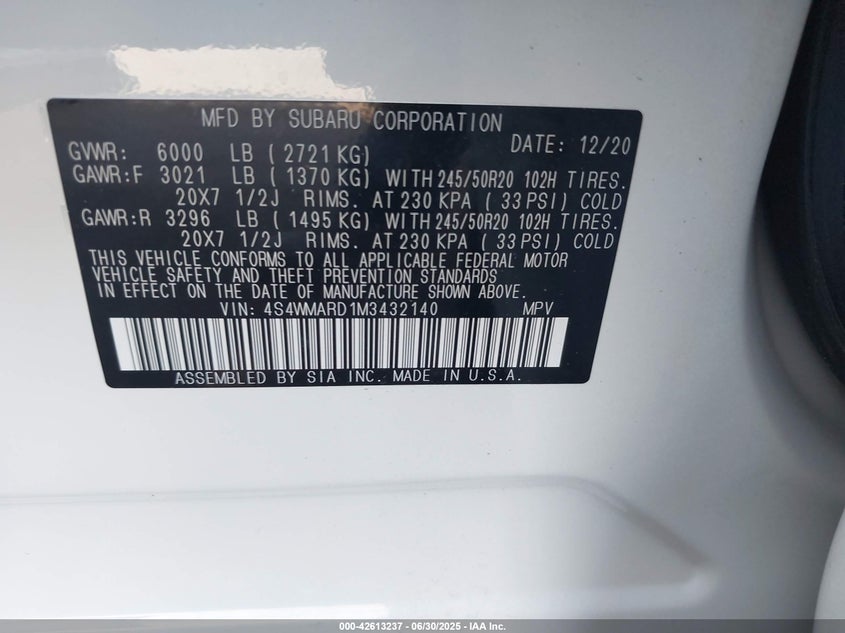 MFD BY SUBARU CORPORATION
DATE: 12/20
GVWR: 6000 LB ( 2721 KG)
GAWR:F 3021 LB ( 1370 KG) WITH 245/50R20 102H TIRES.
20X7 1/2J RIMS. AT 230 KPA ( 33 PSI) COLD
GAWR:R 3296 LB ( 1495 KG) WITH 245/50R20 102H TIRES.
20X7 1/2J RIMS. AT 230 KPA ( 33 PSI) COLD
THIS VEHICLE CONFORMS TO ALL APPLICABLE FEDERAL MOTOR
VEHICLE SAFETY AND THEFT PREVENTION STANDARDS
IN EFFECT ON THE DATE OF MANUFACTURE SHOWN ABOVE.
VIN: 4S4WMARD1M3432140 MPV
ASSEMBLED BY SIA INC. MADE IN U.S.A.
000-42613237 - 06/30/2025 - IAA Inc.